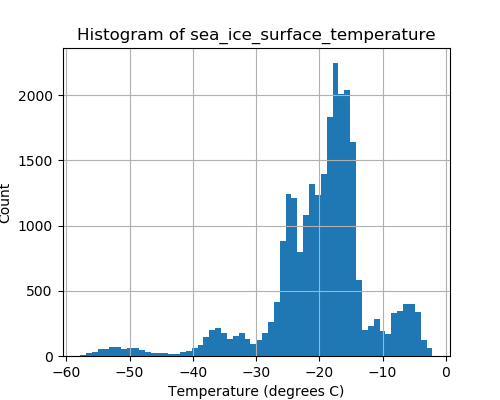 Histogram of sea_ice_surface_temperature
2000
1500
1000
500
0
Count
−60 −50 −40 −30 −20 −10 0
Temperature (degrees C)